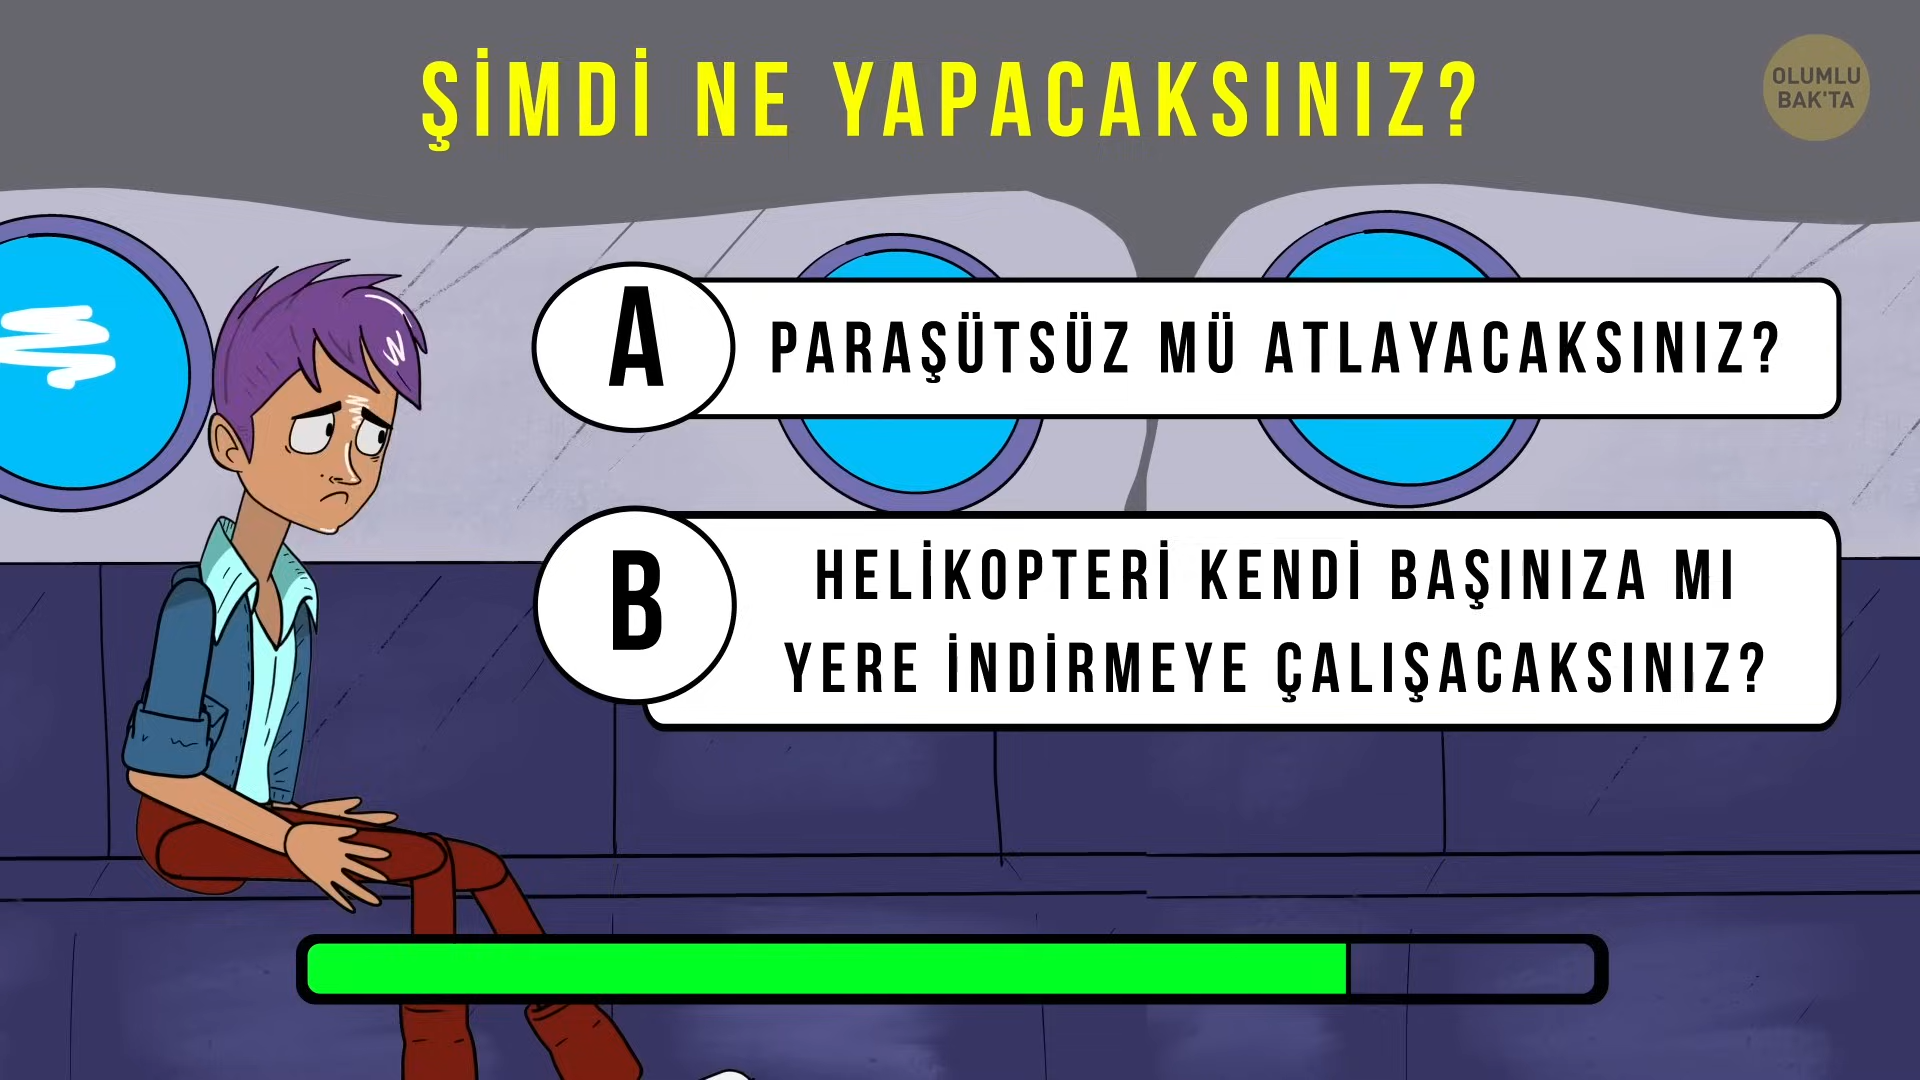 ŞİMDİ NE YAPACAKSINIZ?
OLUMLU
BAK'TA
A
PARAŞÜTSÜZ MÜ ATLAYACAKSINIZ?
B
HELİKOPTERİ KENDİ BAŞINIZA MI
YERE İNDİRMEYE ÇALIŞACAKSINIZ?